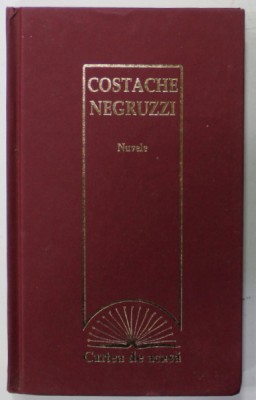 COSTACHE
NEGRUZZI
Nuvele
Cartea de acasă